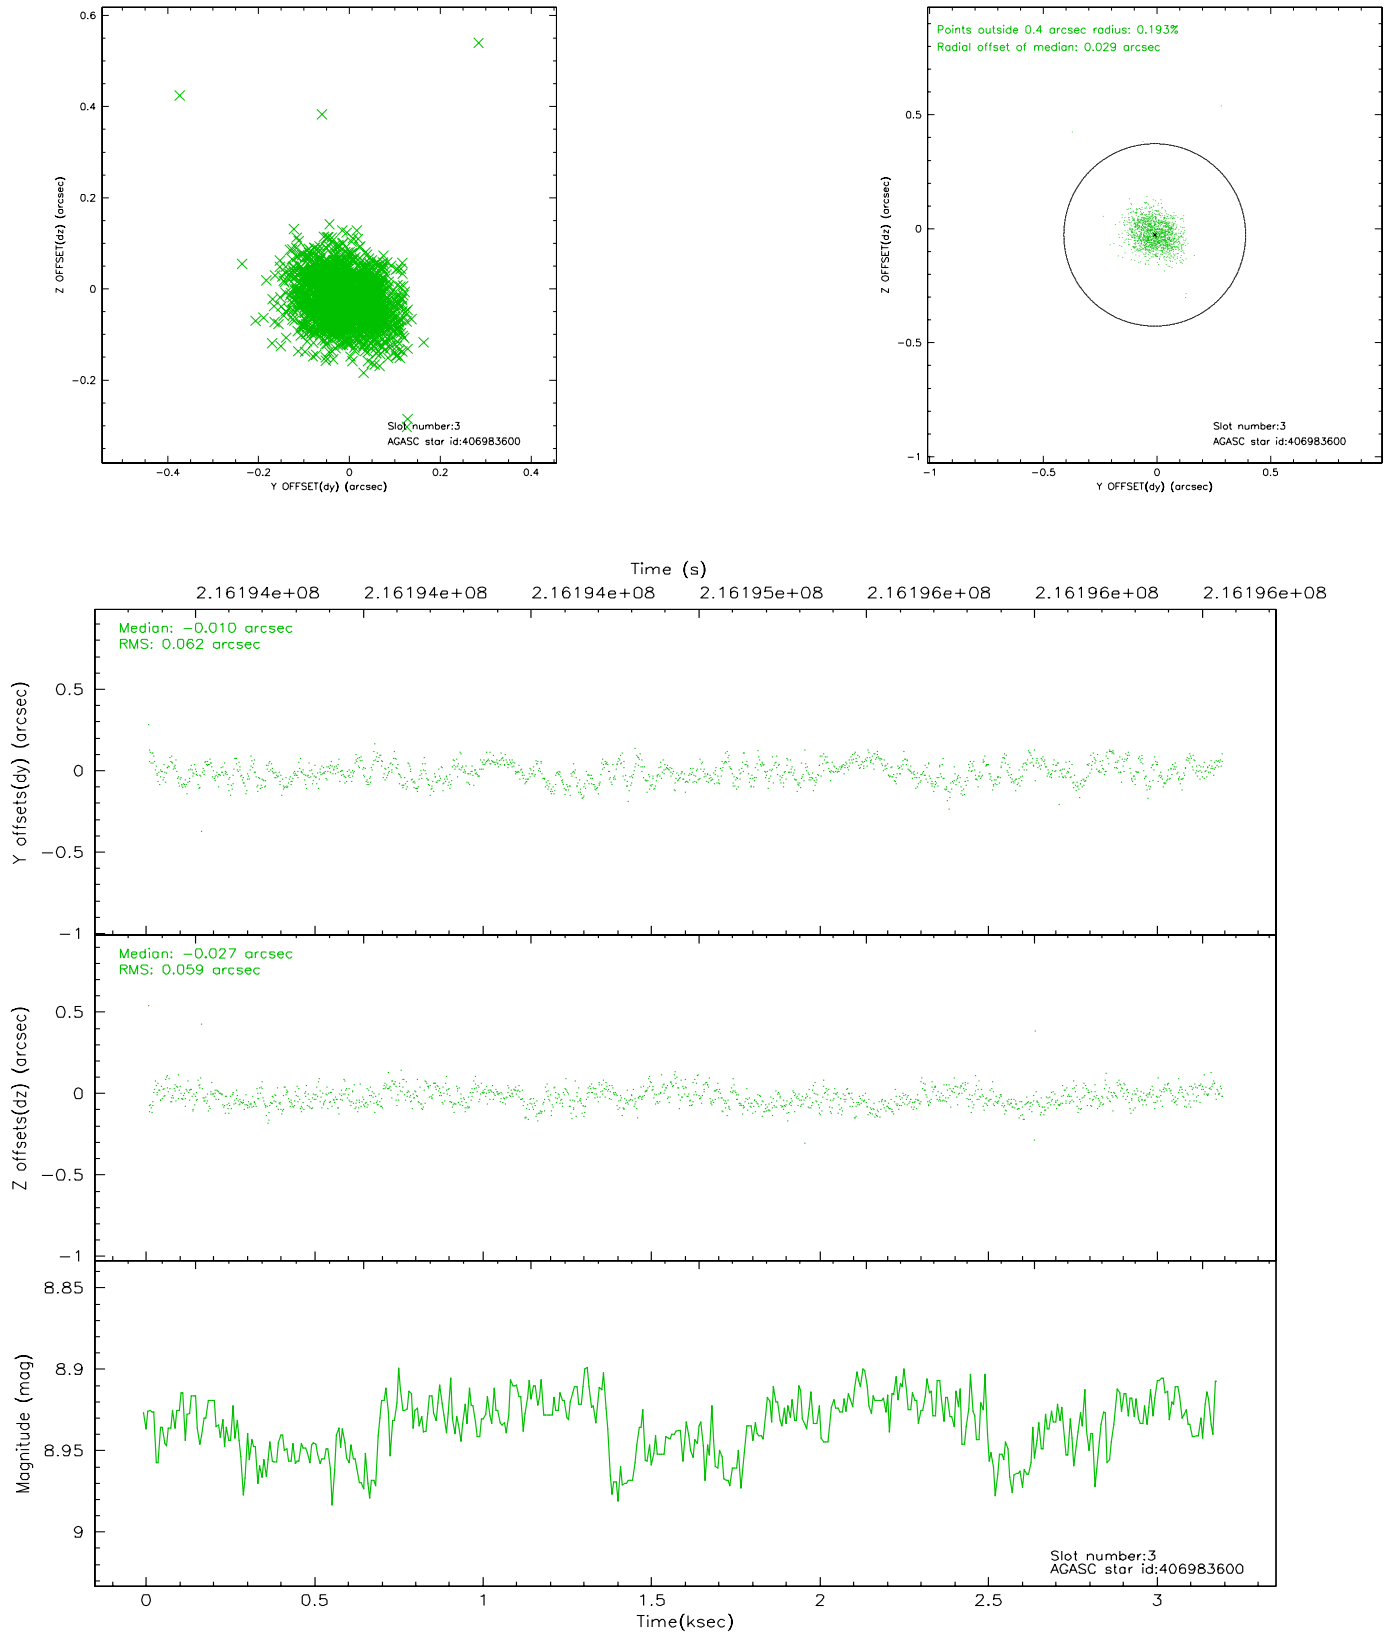 0.6
0.4
0.2
0
−0.2
Z OFFSET(dz) (arcsec)
−0.4
−0.2
0
0.2
0.4
Y OFFSET(dy) (arcsec)
Slot number:3
AGASC star id:406983600
Points outside 0.4 arcsec radius: 0.193%
Radial offset of median: 0.029 arcsec
0.5
0
−0.5
−1
Z OFFSET(dz) (arcsec)
−1
−0.5
0
0.5
Y OFFSET(dy) (arcsec)
Slot number:3
AGASC star id:406983600
Time (s)
2.16194e+08
2.16194e+08
2.16194e+08
2.16195e+08
2.16196e+08
2.16196e+08
2.16196e+08
Median: −0.010 arcsec
RMS: 0.062 arcsec
0.5
0
−0.5
−1
Y offsets(dy) (arcsec)
Median: −0.027 arcsec
RMS: 0.059 arcsec
0.5
0
−0.5
−1
Z offsets(dz) (arcsec)
8.85
8.9
8.95
9
Magnitude (mag)
Slot number:3
AGASC star id:406983600
0
0.5
1
1.5
2
2.5
3
Time(ksec)